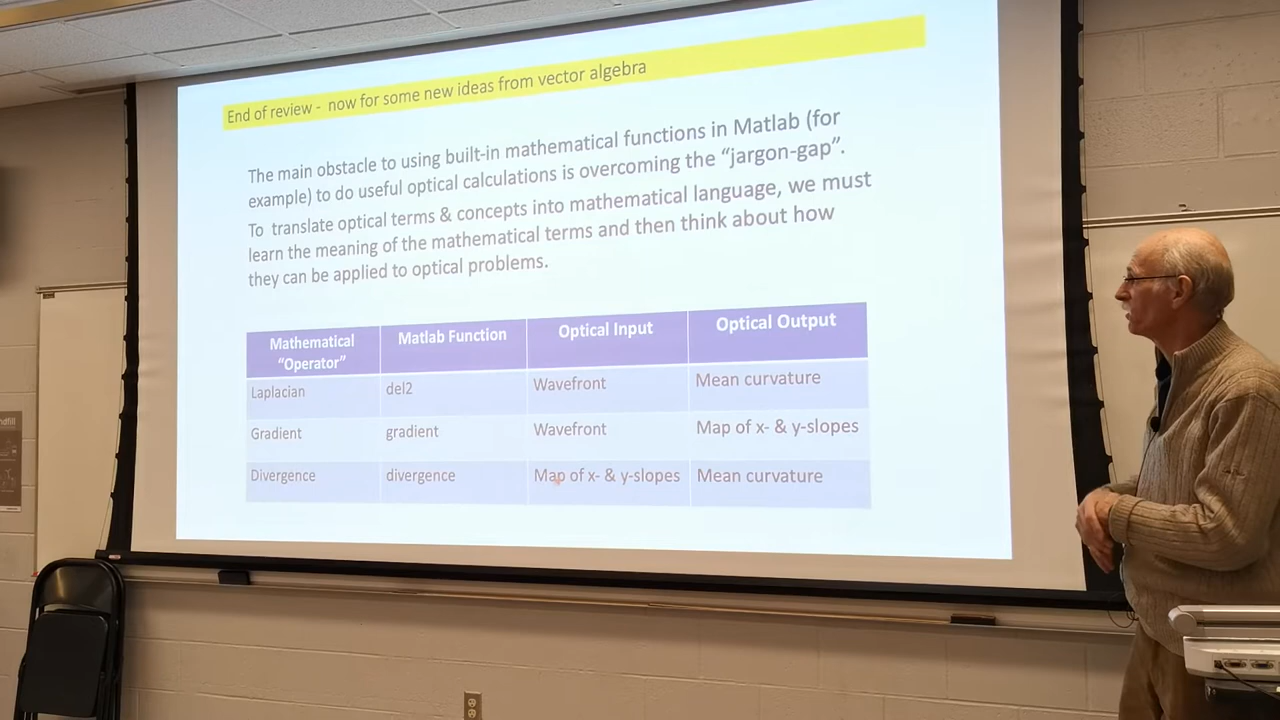 End of review - now for some new ideas from vector algebra
The main obstacle to using built-in mathematical functions in Matlab (for
example) to do useful optical calculations is overcoming the “jargon-gap”.
To translate optical terms & concepts into mathematical language, we must
learn the meaning of the mathematical terms and then think about how
they can be applied to optical problems.
Mathematical “Operator” Matlab Function Optical Input Optical Output
Laplacian del2 Wavefront Mean curvature
Gradient gradient Wavefront Map of x- & y-slopes
Divergence divergence Map of x- & y-slopes Mean curvature